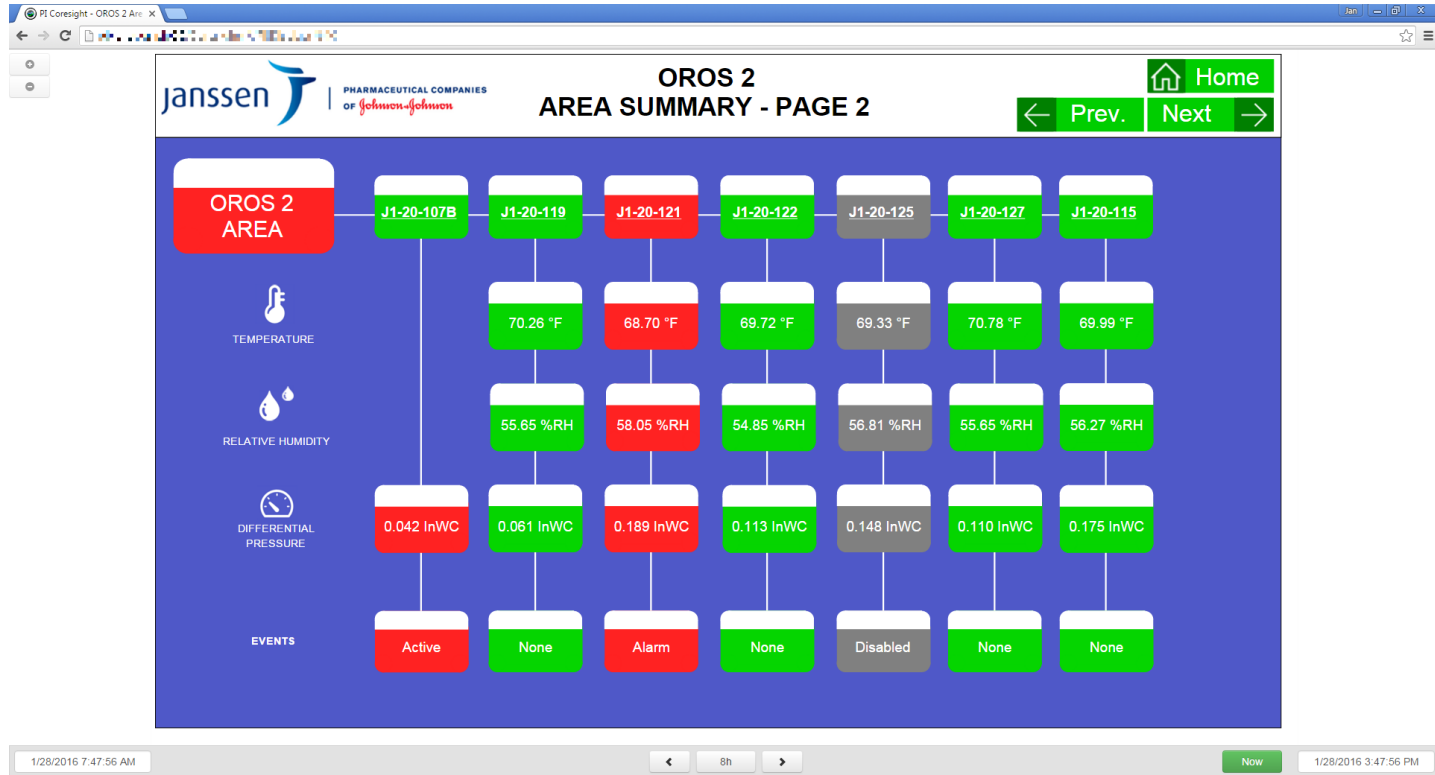 PI Coresight - OROS 2 Are
Jan
janssen
PHARMACEUTICAL COMPANIES
OF Johnson & Johnson
OROS 2
AREA SUMMARY - PAGE 2
Home
Prev.
Next
OROS 2
AREA
J1-20-107B J1-20-119 J1-20-121 J1-20-122 J1-20-125 J1-20-127 J1-20-115
TEMPERATURE
70.26 °F 68.70 °F 69.72 °F 69.33 °F 70.78 °F 69.99 °F
RELATIVE HUMIDITY
55.65 %RH 58.05 %RH 54.85 %RH 56.81 %RH 55.65 %RH 56.27 %RH
DIFFERENTIAL
PRESSURE
0.042 InWC 0.061 InWC 0.189 InWC 0.113 InWC 0.148 InWC 0.110 InWC 0.175 InWC
EVENTS
Active None Alarm None Disabled None None
1/28/2016 7:47:56 AM
8h
Now
1/28/2016 3:47:56 PM